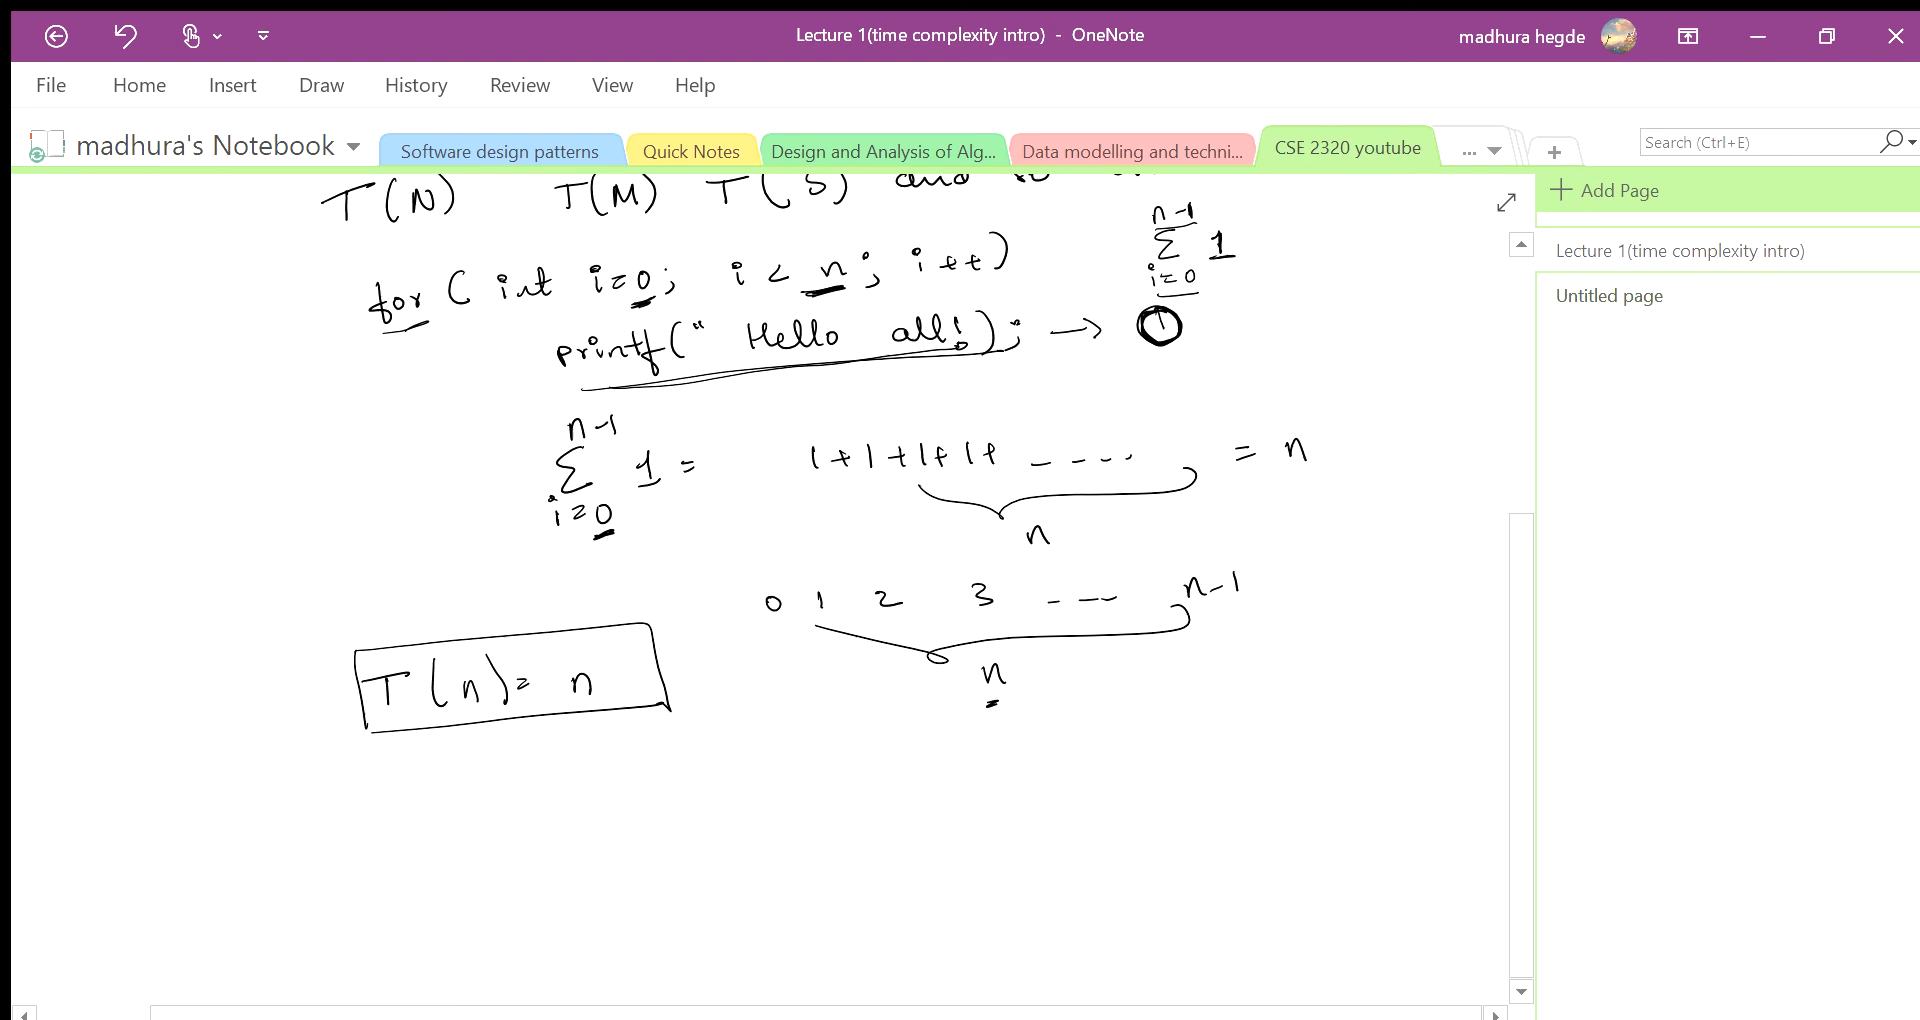 Lecture 1(time complexity intro) - OneNote
madhura hegde
File Home Insert Draw History Review View Help
madhura's Notebook
Software design patterns
Quick Notes
Design and Analysis of Alg...
Data modelling and techni...
CSE 2320 youtube
...
+
Search (Ctrl+E)
+ Add Page
Lecture 1(time complexity intro)
Untitled page
T(N) T(M) T(S) and so
for ( int i=0; i < n; i++)
n-1
Σ 1
i=0
printf(" Hello all!); → 1
n-1
Σ 1 = 1+1+1+1+ ---- = n
i=0
n
0 1 2 3 --- n-1
n
T(n)= n